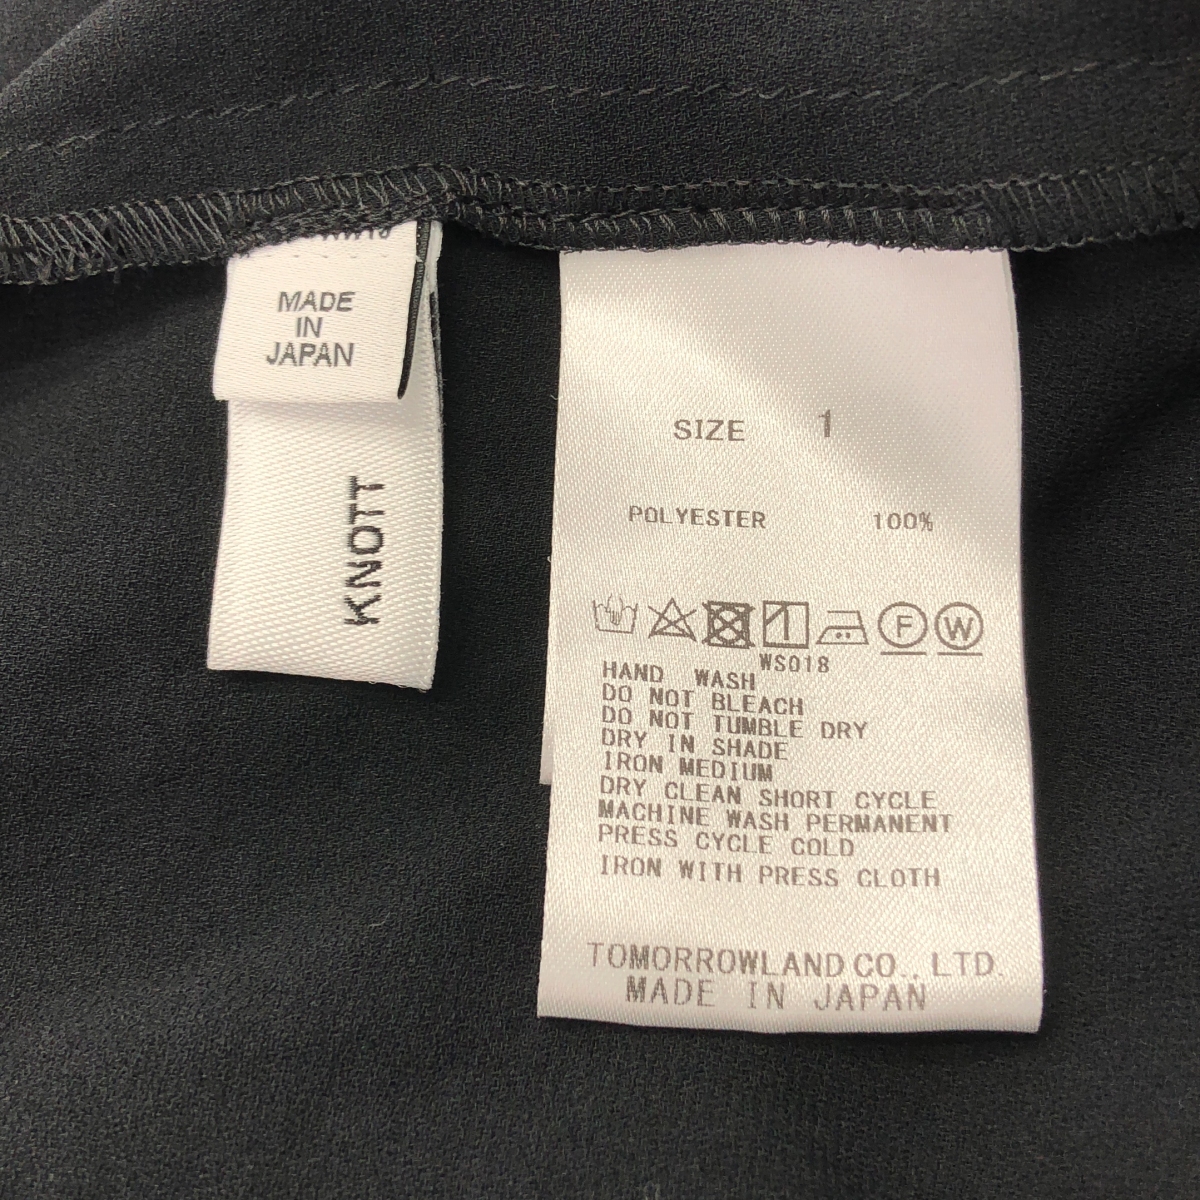 MADE
IN
JAPAN
KNOTT
SIZE 1
POLYESTER 100%
F W
WS018
HAND WASH
DO NOT BLEACH
DO NOT TUMBLE DRY
DRY IN SHADE
IRON MEDIUM
DRY CLEAN SHORT CYCLE
MACHINE WASH PERMANENT
PRESS CYCLE COLD
IRON WITH PRESS CLOTH
TOMORROWLAND CO., LTD.
MADE IN JAPAN